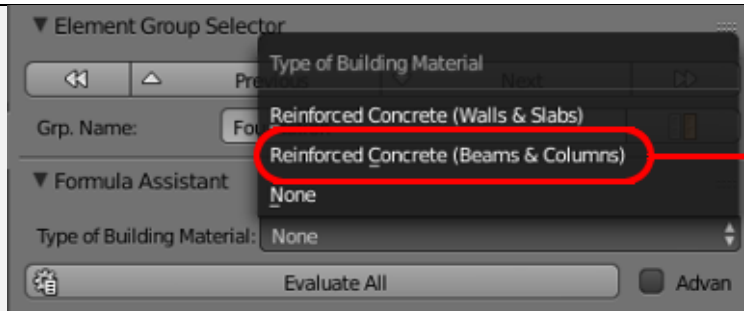 Element Group Selector
Type of Building Material
Next
Grp. Name:
Reinforced Concrete (Walls & Slabs)
Reinforced Concrete (Beams & Columns)
Formula Assistant
None
Type of Building Material: None
Evaluate All
Advan